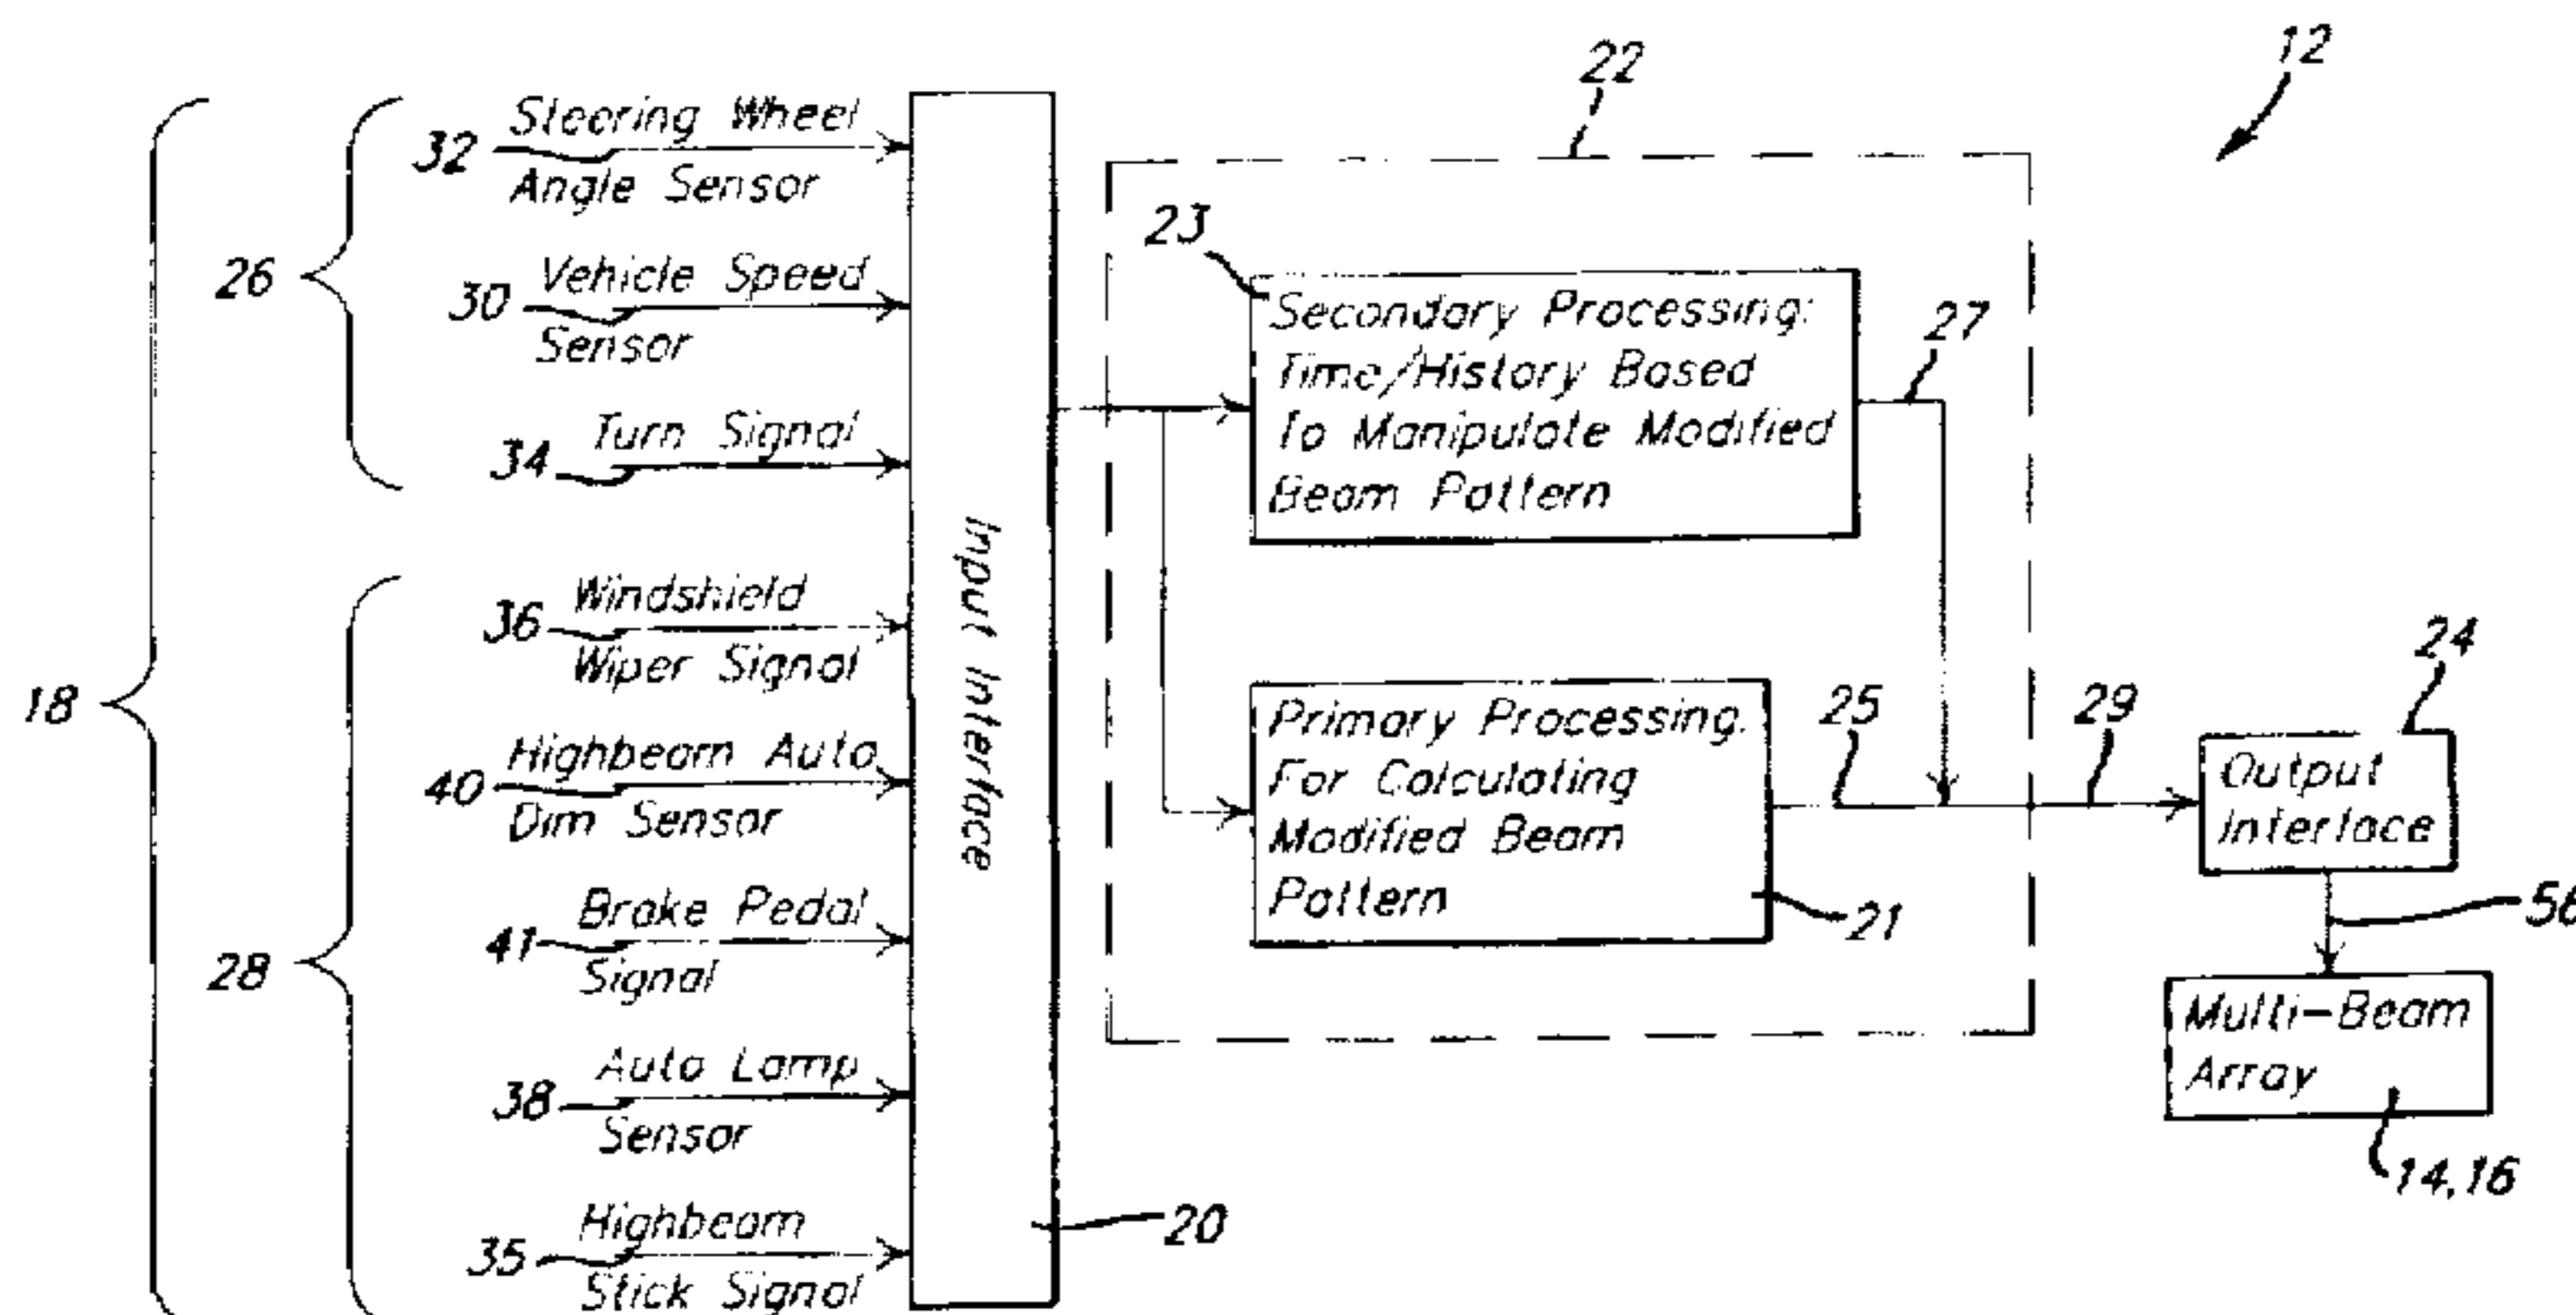 12
22
18
26
32
Steering Wheel
Angle Sensor
30
Vehicle Speed
Sensor
34
Turn Signal
28
36
Windshield
Wiper Signal
40
Highbeam Auto
Dim Sensor
41
Brake Pedal
Signal
38
Auto Lamp
Sensor
35
Highbeam
Stick Signal
Input Interface
20
23
Secondary Processing:
Time/History Based
To Manipulate Modified
Beam Pattern
27
Primary Processing:
For Calculating
Modified Beam
Pattern
21
25
29
24
Output
Interface
Multi-Beam
Array
14,16